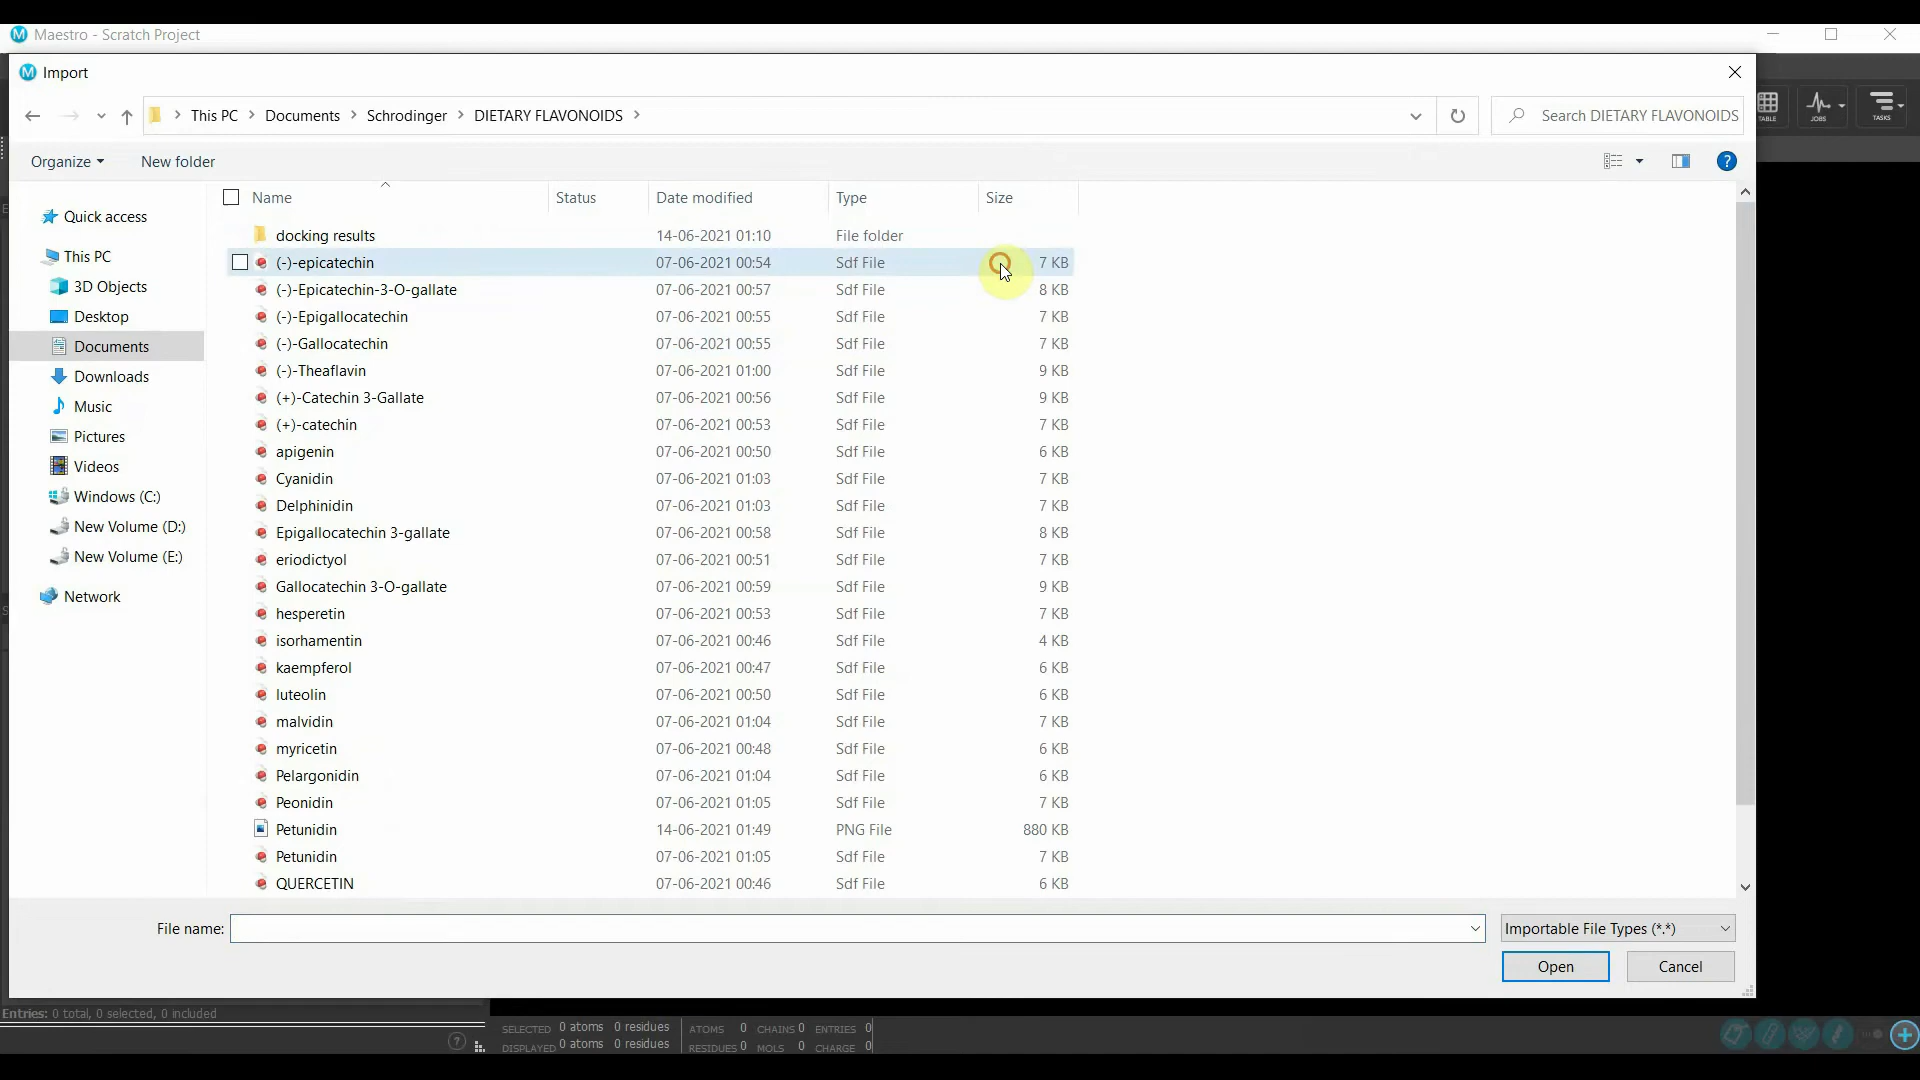 Maestro - Scratch Project
Import
This PC Documents Schrodinger DIETARY FLAVONOIDS
Search DIETARY FLAVONOIDS
TABLE JOBS TASKS
Organize New folder
Name Status Date modified Type Size
Quick access
This PC
3D Objects
Desktop
Documents
Downloads
Music
Pictures
Videos
Windows (C:)
New Volume (D:)
New Volume (E:)
Network
docking results 14-06-2021 01:10 File folder
(-)-epicatechin 07-06-2021 00:54 Sdf File 7 KB
(-)-Epicatechin-3-O-gallate 07-06-2021 00:57 Sdf File 8 KB
(-)-Epigallocatechin 07-06-2021 00:55 Sdf File 7 KB
(-)-Gallocatechin 07-06-2021 00:55 Sdf File 7 KB
(-)-Theaflavin 07-06-2021 01:00 Sdf File 9 KB
(+)-Catechin 3-Gallate 07-06-2021 00:56 Sdf File 9 KB
(+)-catechin 07-06-2021 00:53 Sdf File 7 KB
apigenin 07-06-2021 00:50 Sdf File 6 KB
Cyanidin 07-06-2021 01:03 Sdf File 7 KB
Delphinidin 07-06-2021 01:03 Sdf File 7 KB
Epigallocatechin 3-gallate 07-06-2021 00:58 Sdf File 8 KB
eriodictyol 07-06-2021 00:51 Sdf File 7 KB
Gallocatechin 3-O-gallate 07-06-2021 00:59 Sdf File 9 KB
hesperetin 07-06-2021 00:53 Sdf File 7 KB
isorhamentin 07-06-2021 00:46 Sdf File 4 KB
kaempferol 07-06-2021 00:47 Sdf File 6 KB
luteolin 07-06-2021 00:50 Sdf File 6 KB
malvidin 07-06-2021 01:04 Sdf File 7 KB
myricetin 07-06-2021 00:48 Sdf File 6 KB
Pelargonidin 07-06-2021 01:04 Sdf File 6 KB
Peonidin 07-06-2021 01:05 Sdf File 7 KB
Petunidin 14-06-2021 01:49 PNG File 880 KB
Petunidin 07-06-2021 01:05 Sdf File 7 KB
QUERCETIN 07-06-2021 00:46 Sdf File 6 KB
File name: Importable File Types (*.*)
Open Cancel
Entries: 0 total, 0 selected, 0 included
SELECTED 0 atoms 0 residues ATOMS 0 CHAINS 0 ENTRIES 0
DISPLAYED 0 atoms 0 residues RESIDUES 0 MOLS 0 CHARGE 0